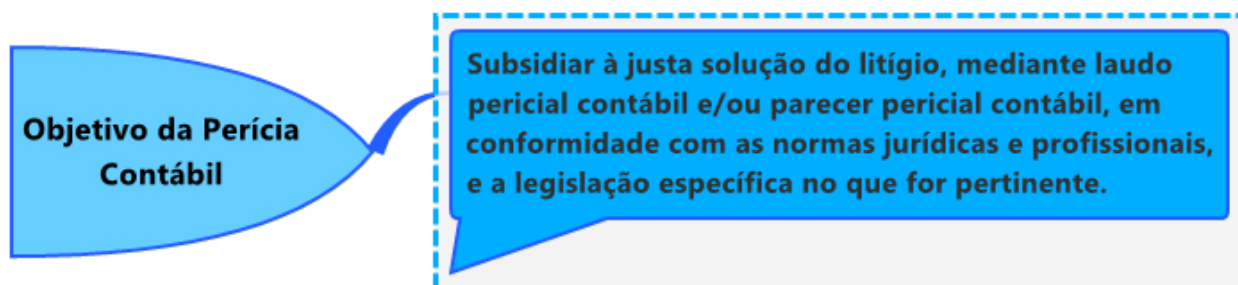 Objetivo da Perícia
Contábil
Subsidiar à justa solução do litígio, mediante laudo
pericial contábil e/ou parecer pericial contábil, em
conformidade com as normas jurídicas e profissionais,
e a legislação específica no que for pertinente.